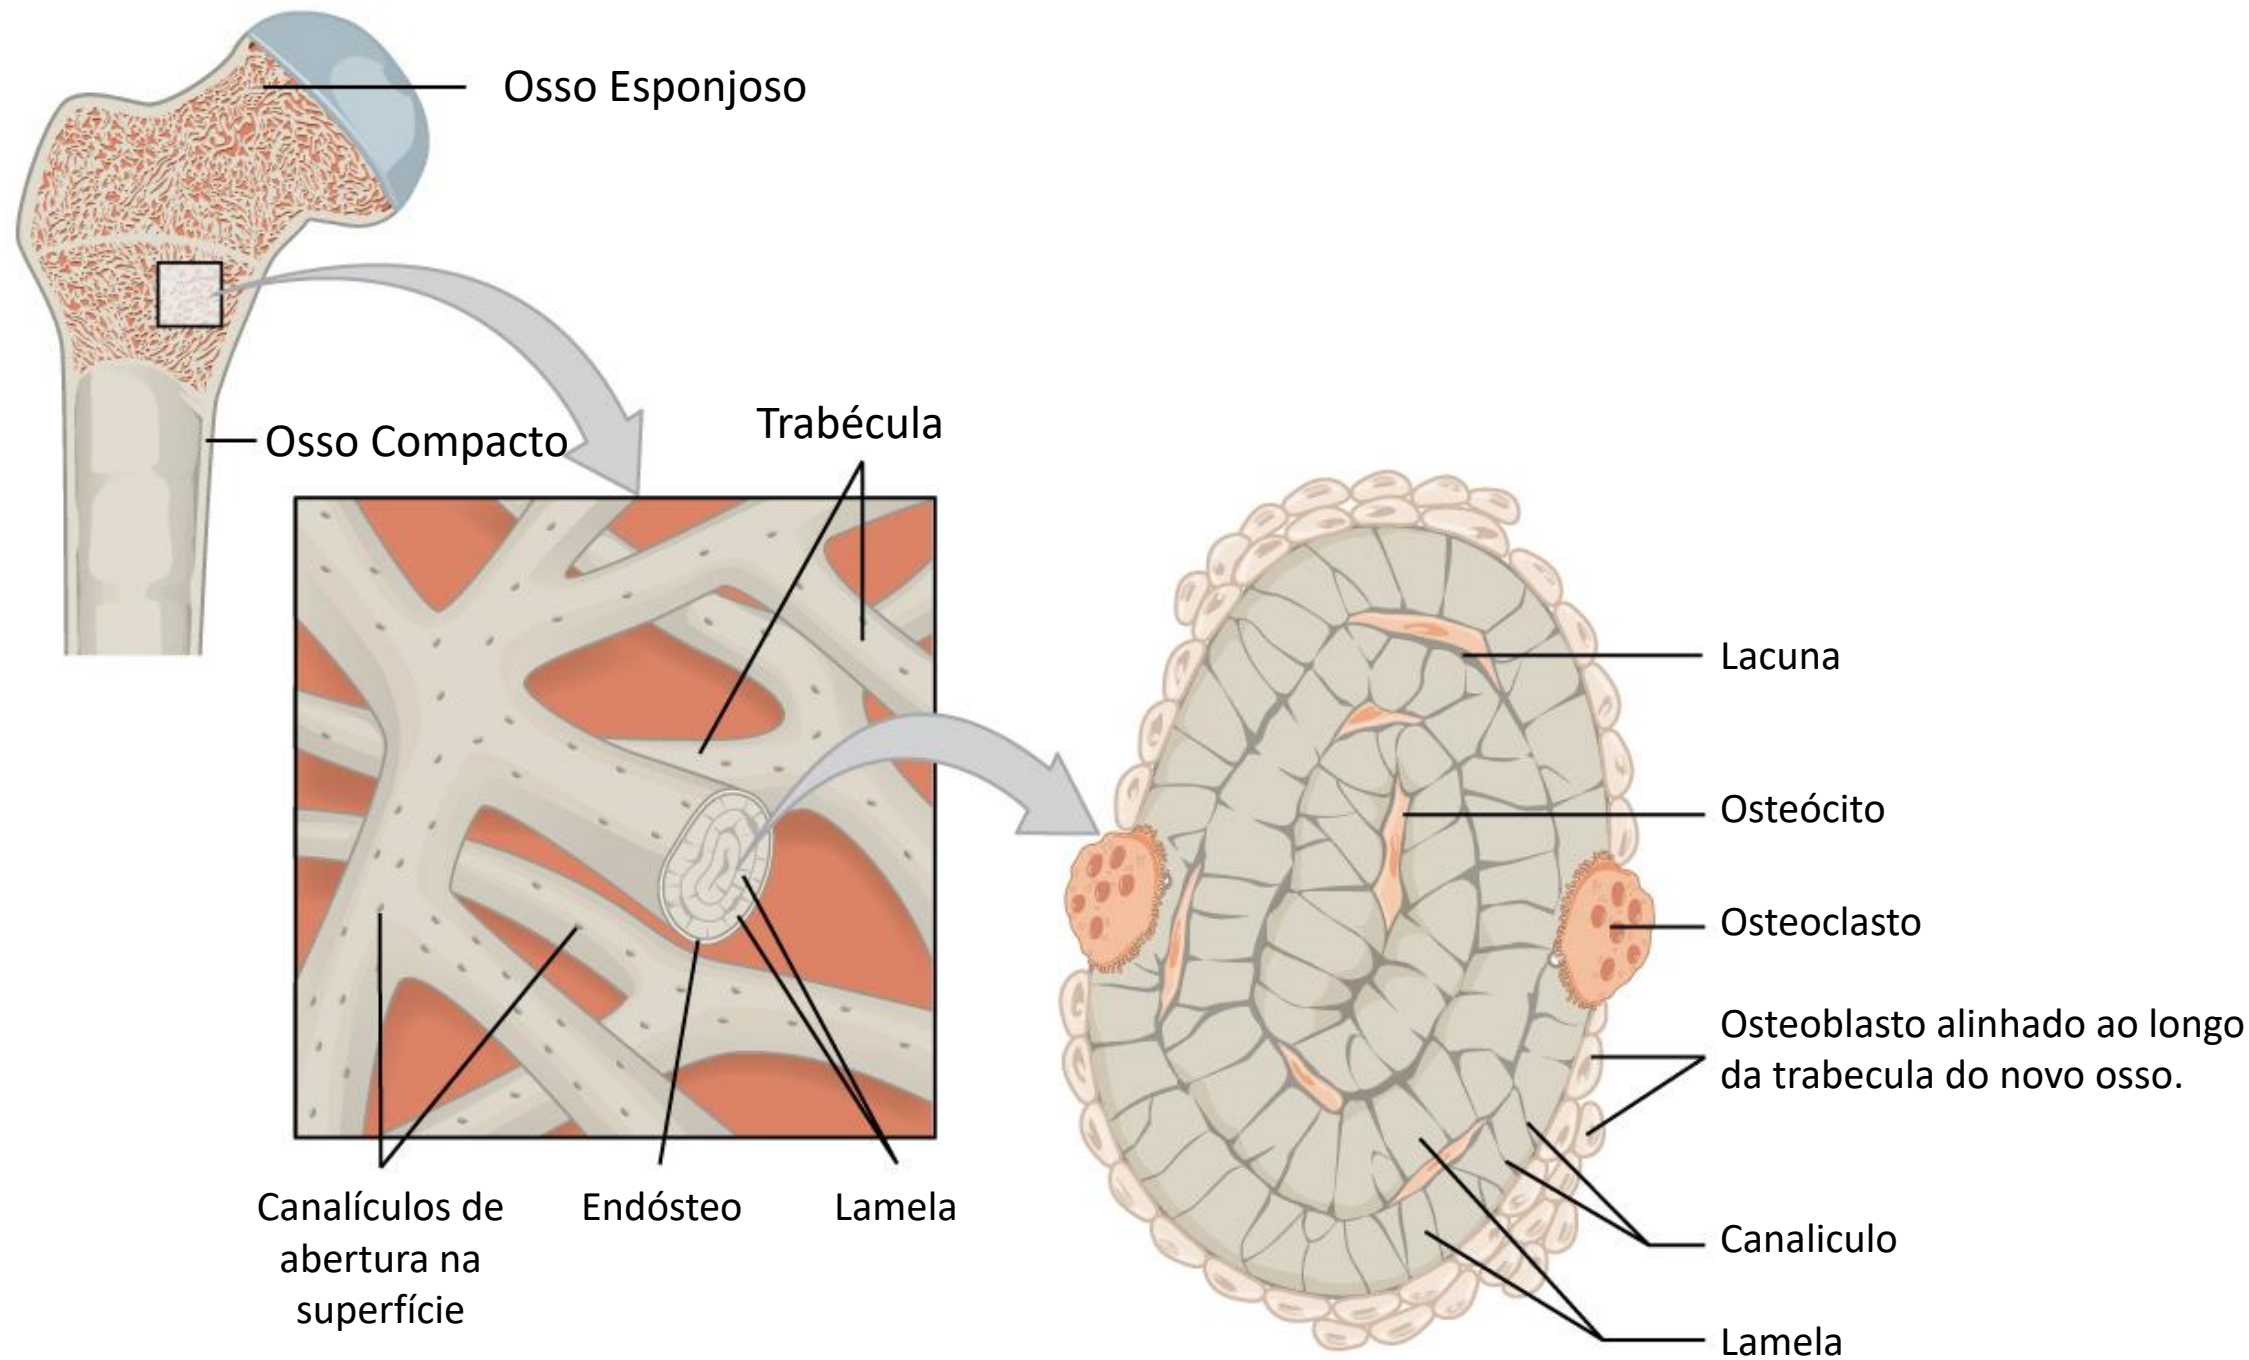 Osso Esponjoso
Osso Compacto
Trabécula
Canalículos de
abertura na
superfície
Endósteo
Lamela
Lacuna
Osteócito
Osteoclasto
Osteoblasto alinhado ao longo
da trabecula do novo osso.
Canaliculo
Lamela